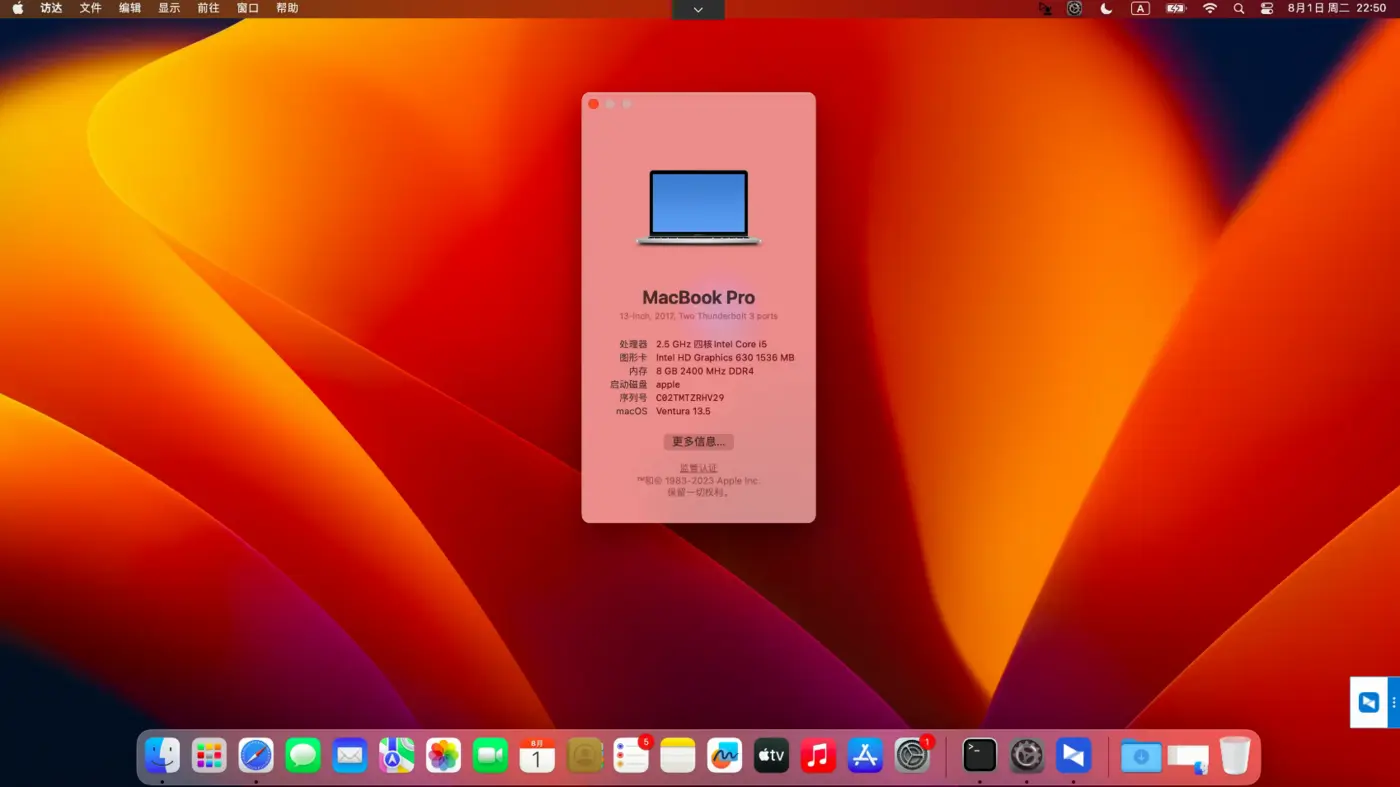 访达 文件 编辑 显示 前往 窗口 帮助
A
8月1日 周二 22:50
MacBook Pro
13-inch, 2017, Two Thunderbolt 3 ports
处理器 2.5 GHz 四核Intel Core i5
图形卡 Intel HD Graphics 630 1536 MB
内存 8 GB 2400 MHz DDR4
启动磁盘 apple
序列号 C02TMTZRHV29
macOS Ventura 13.5
更多信息...
监管认证
™和© 1983-2023 Apple Inc.
保留一切权利。
8月
1
5
tv
1